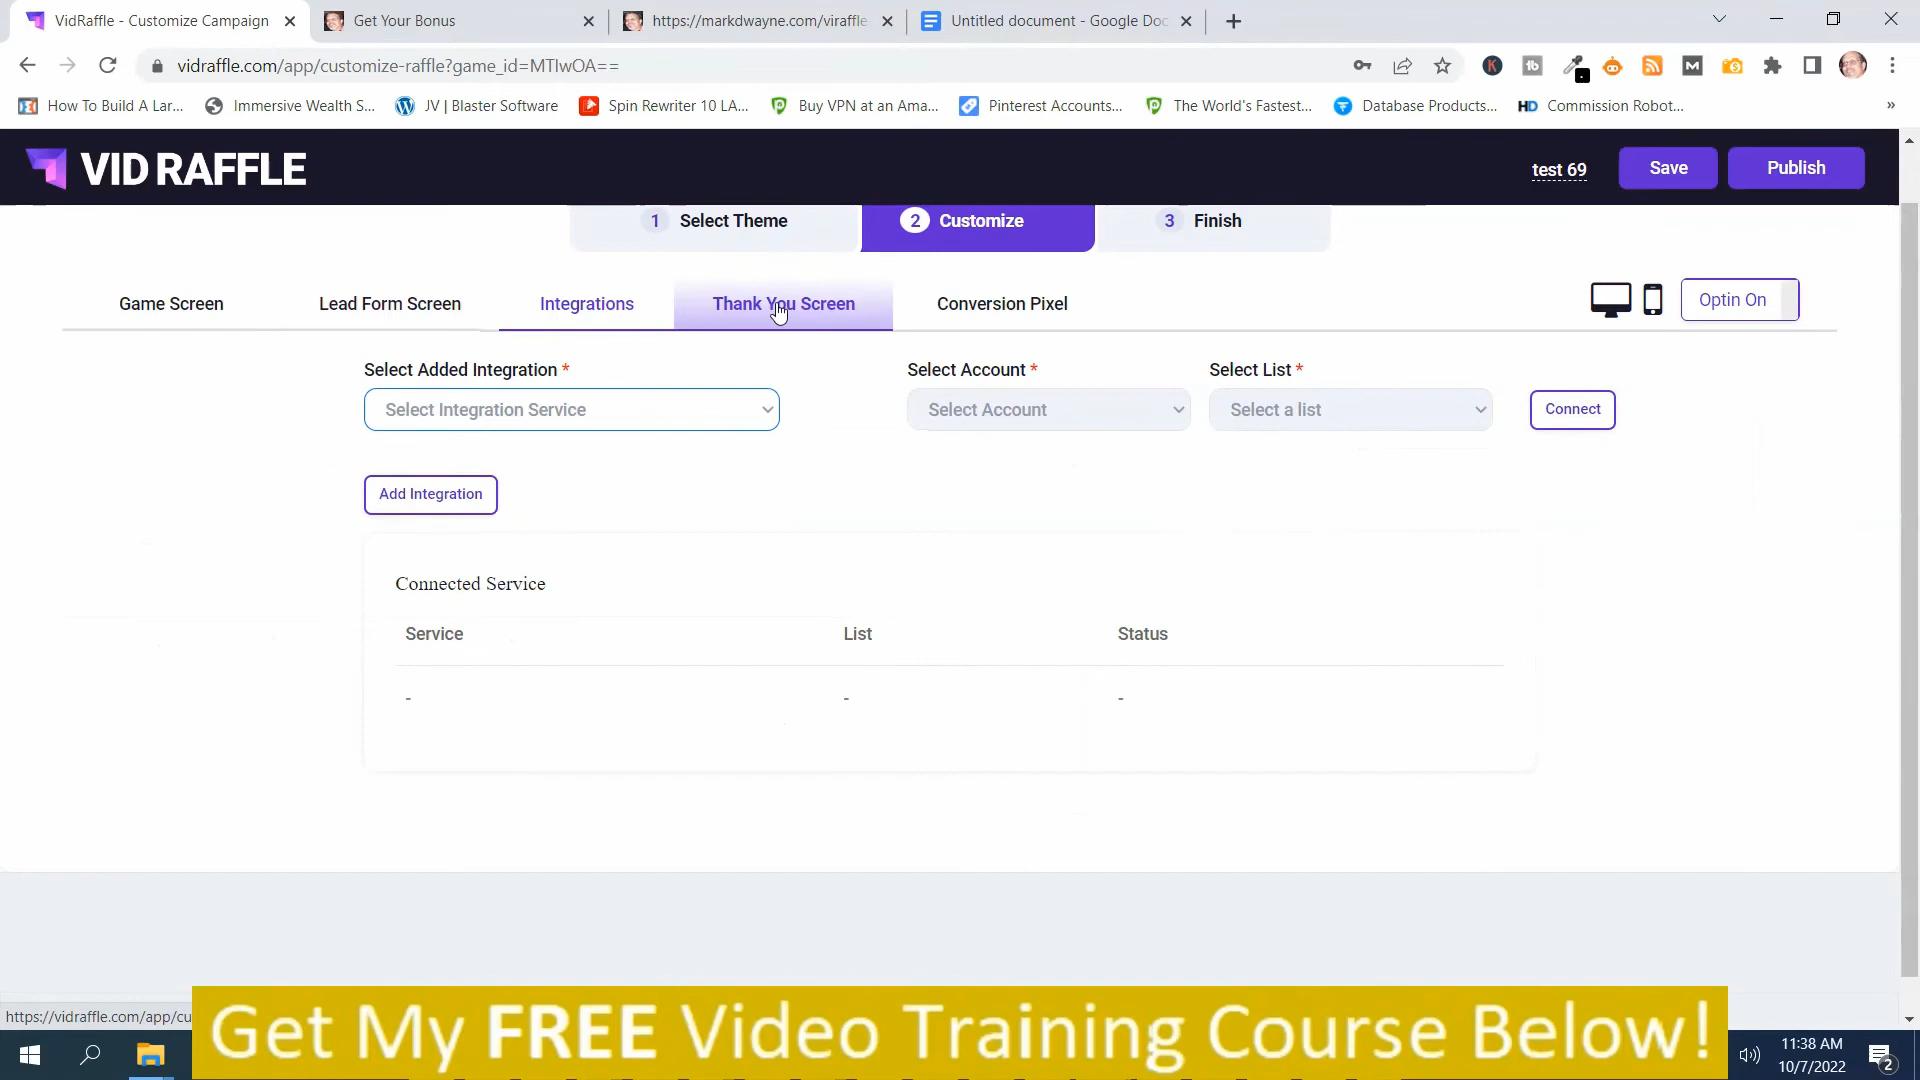 VidRaffle - Customize Campaign
Get Your Bonus
https://markdwayne.com/viraffle
Untitled document - Google Doc
vidraffle.com/app/customize-raffle?game_id=MTIwOA==
How To Build A Lar...
Immersive Wealth S...
JV | Blaster Software
Spin Rewriter 10 LA...
Buy VPN at an Ama...
Pinterest Accounts...
The World's Fastest...
Database Products...
HD Commission Robot...
VID RAFFLE
test 69
Save
Publish
1 Select Theme
2 Customize
3 Finish
Game Screen
Lead Form Screen
Integrations
Thank You Screen
Conversion Pixel
Optin On
Select Added Integration *
Select Account *
Select List *
Select Integration Service
Select Account
Select a list
Connect
Add Integration
Connected Service
Service
List
Status
-
-
-
https://vidraffle.com/app/cu
Get My FREE Video Training Course Below!
11:38 AM
10/7/2022
2